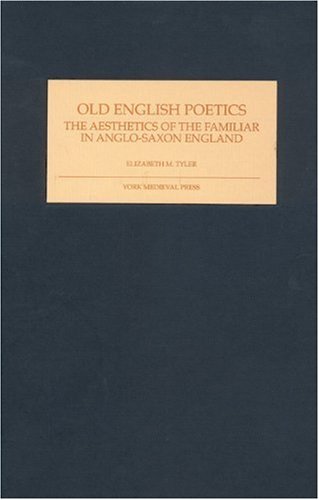 OLD ENGLISH POETICS
THE AESTHETICS OF THE FAMILIAR
IN ANGLO-SAXON ENGLAND
ELIZABETH M. TYLER
YORK MEDIEVAL PRESS